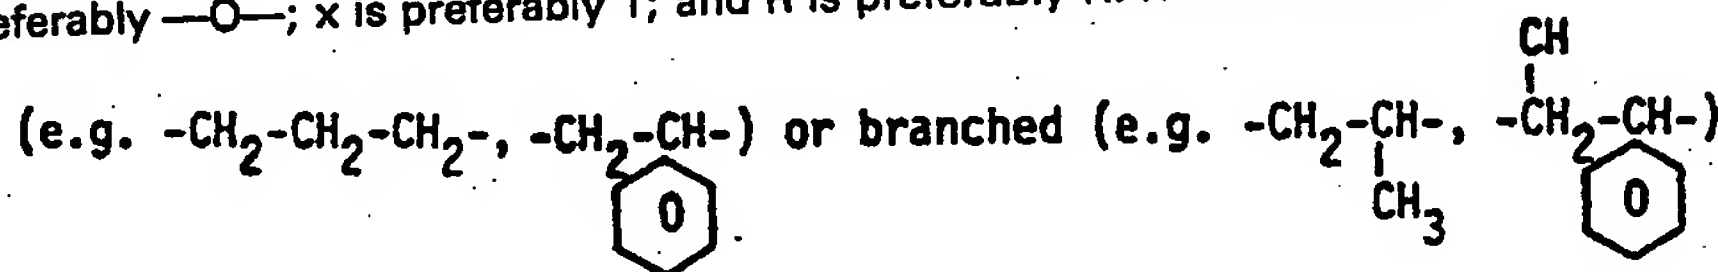 eferably —O—; x is preferably 1; and R is preferably
CH
(e.g. -CH2-CH2-CH2-, -CH2-CH-) or branched (e.g. -CH2-CH-, -CH2-CH-)
O CH3 O